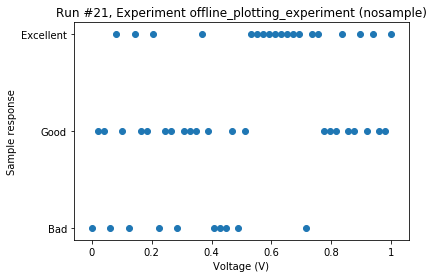 Run #21, Experiment offline_plotting_experiment (nosample)
Excellent
Good
Bad
Sample response
0
0.2
0.4
0.6
0.8
1
Voltage (V)